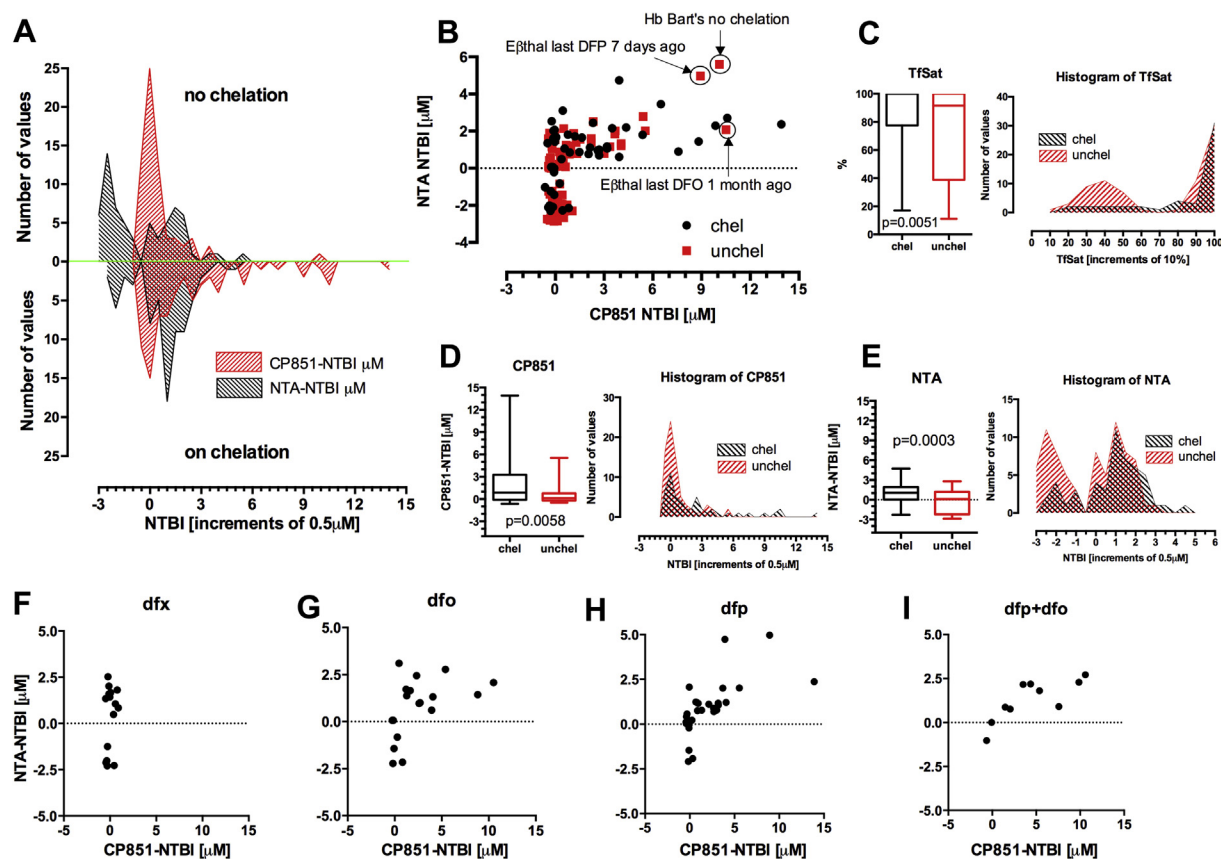 A
Number of values
25
20
15
10
5
0
5
10
15
20
25
Number of values
no chelation
CP851-NTBI µM
NTA-NTBI µM
on chelation
-3 0 3 6 9 12 15
NTBI [increments of 0.5µM]
B
Hb Bart's no chelation
Eβthal last DFP 7 days ago
NTA NTBI [µM]
6
4
2
0
-2
-4
Eβthal last DFO 1 month ago
chel
unchel
-3 0 3 6 9 12 15
CP851 NTBI [µM]
C
TfSat
%
100
80
60
40
20
0
p=0.0051
chel unchel
Histogram of TfSat
Number of values
40
30
20
10
0
chel
unchel
0 10 20 30 40 50 60 70 80 90 100
TfSat [increments of 10%]
D
CP851
CP851-NTBI [µM]
15
12
9
6
3
0
-3
p=0.0058
chel unchel
Histogram of CP851
Number of values
30
20
10
0
chel
unchel
-3 0 3 6 9 12 15
NTBI [increments of 0.5µM]
E
NTA
NTA-NTBI [µM]
15
12
9
6
3
0
-3
p=0.0003
chel unchel
Histogram of NTA
Number of values
15
10
5
0
chel
unchel
-3 -2 -1 0 1 2 3 4 5 6
NTBI [increments of 0.5µM]
F
dfx
NTA-NTBI [µM]
5.0
2.5
0.0
-2.5
-5.0
-5 0 5 10 15
CP851-NTBI [µM]
G
dfo
5.0
2.5
0.0
-2.5
-5.0
-5 0 5 10 15
CP851-NTBI [µM]
H
dfp
5.0
2.5
0.0
-2.5
-5.0
-5 0 5 10 15
CP851-NTBI [µM]
I
dfp+dfo
5.0
2.5
0.0
-2.5
-5.0
-5 0 5 10 15
CP851-NTBI [µM]